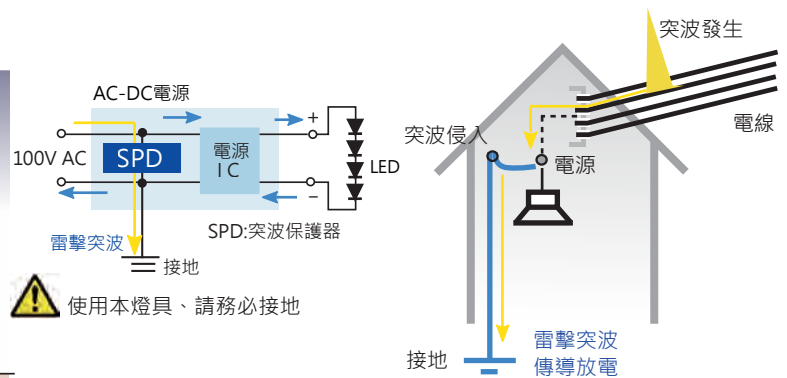 AC-DC電源
100V AC
SPD
電源
IC
+
−
LED
雷擊突波
SPD:突波保護器
接地
使用本燈具、請務必接地
突波發生
電線
突波侵入
電源
接地
雷擊突波
傳導放電